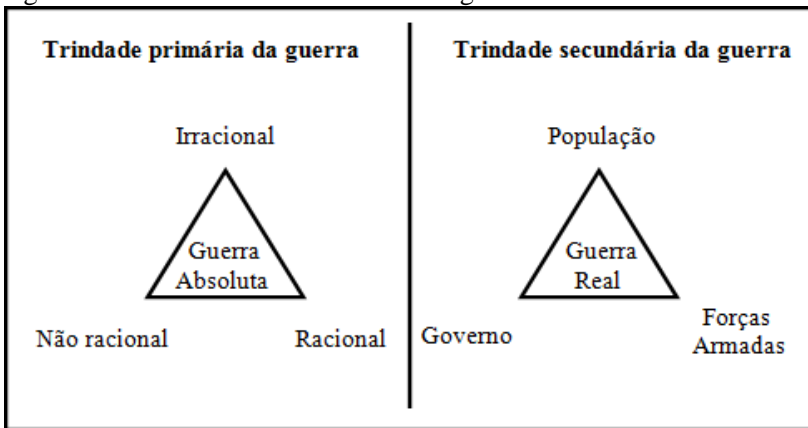 Trindade primária da guerra
Irracional
Guerra
Absoluta
Não racional
Racional
Trindade secundária da guerra
População
Guerra
Real
Governo
Forças
Armadas